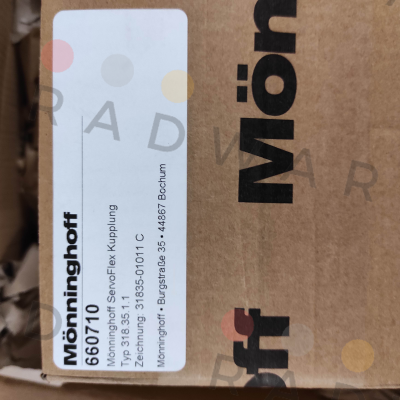 Mönninghoff
660710
Mönninghoff ServoFlex Kupplung
Typ 318.35.1.1
Zeichnung: 31835-01011 C
Mönninghoff • Burgstraße 35 • 44867 Bochum
Mön
off
RADWAR